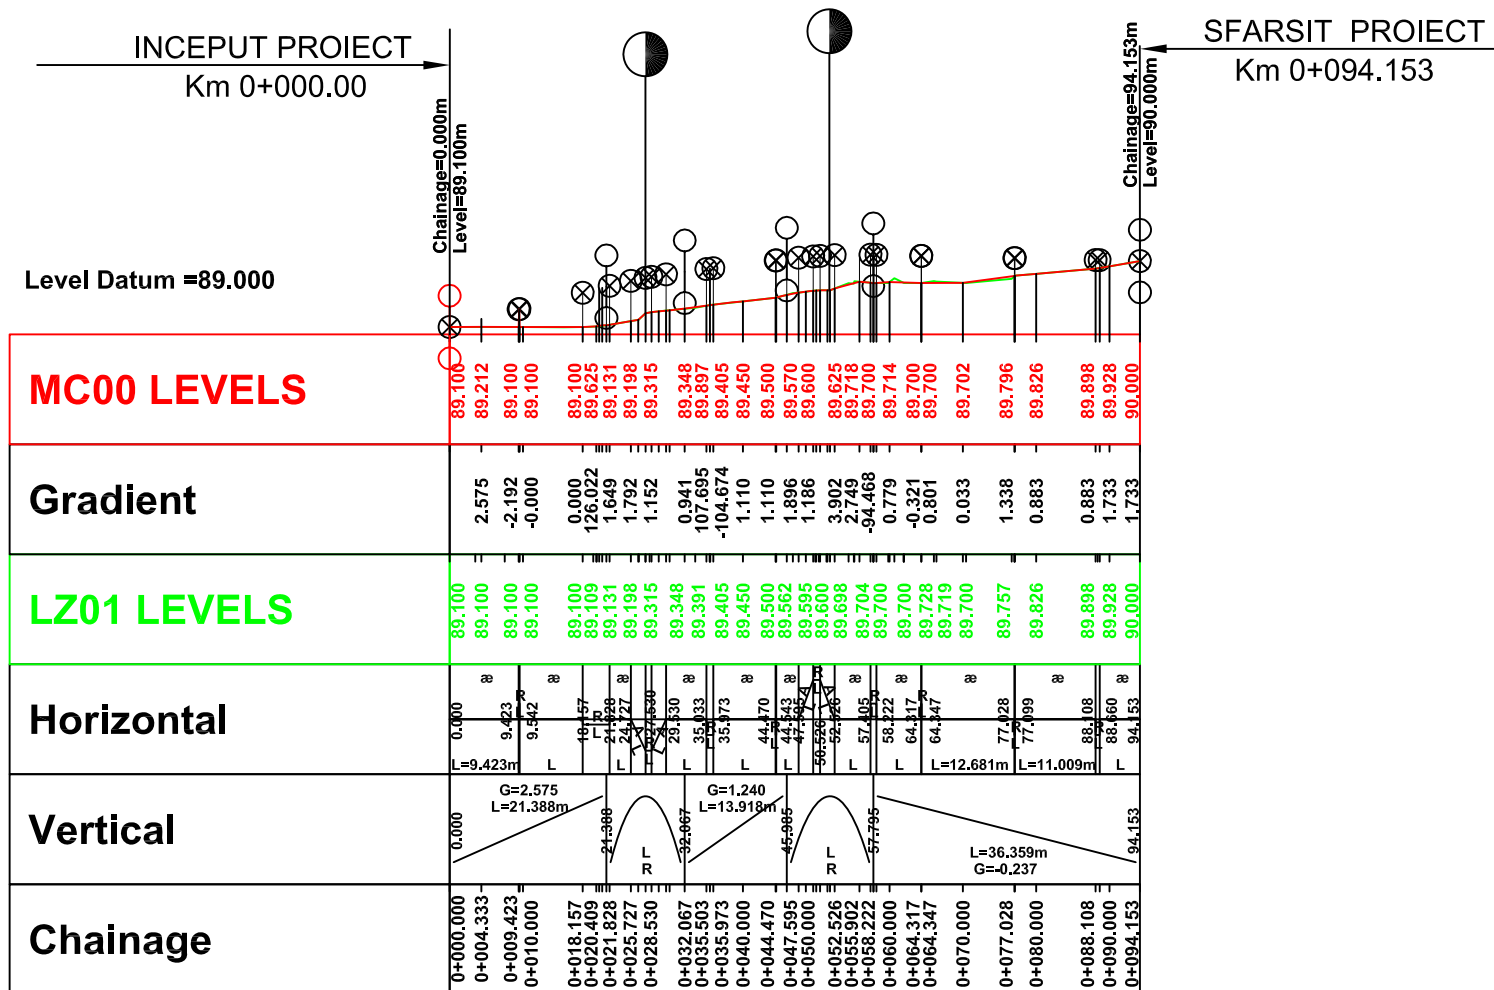 INCEPUT PROIECT
Km 0+000.00
SFARSIT PROIECT
Km 0+094.153
Chainage=0.000m
Level=89.100m
Chainage=94.153m
Level=90.000m
Level Datum =89.000
MC00 LEVELS
89.100 89.212 89.100 89.100 89.100 89.625 89.131 89.198 89.315 89.348 89.897 89.405 89.450 89.500 89.570 89.600 89.625 89.718 89.700 89.714 89.700 89.700 89.702 89.796 89.826 89.898 89.928 90.000
Gradient
2.575 -2.192 -0.000 0.000 126.022 1.649 1.792 1.152 0.941 107.695 -104.674 1.110 1.110 1.896 1.186 3.902 2.749 -94.468 0.779 -0.321 0.801 0.033 1.338 0.883 0.883 1.733 1.733
LZ01 LEVELS
89.100 89.100 89.100 89.100 89.100 89.109 89.131 89.198 89.315 89.348 89.391 89.405 89.450 89.500 89.562 89.595 89.600 89.698 89.704 89.700 89.700 89.728 89.719 89.700 89.757 89.826 89.898 89.928 90.000
Horizontal
æ æ æ æ æ æ æ æ æ æ æ
0.000 9.423 9.542 18.157 21.828 24.727 29.530 35.033 35.973 44.470 44.543 50.526 52.526 57.405 58.222 64.317 64.347 77.028 77.099 88.108 88.660 94.153
L=9.423m L L L L L L L L=12.681m L=11.009m L
Vertical
G=2.575
L=21.388m
G=1.240
L=13.918m
0.000 21.388 32.067 45.985 57.795 94.153
L
R
L
R
L=36.359m
G=-0.237
Chainage
0+000.000 0+004.333 0+009.423 0+010.000 0+018.157 0+020.409 0+021.828 0+025.727 0+028.530 0+032.067 0+035.503 0+035.973 0+040.000 0+044.470 0+047.595 0+050.000 0+052.526 0+055.902 0+058.222 0+060.000 0+064.317 0+064.347 0+070.000 0+077.028 0+080.000 0+088.108 0+090.000 0+094.153